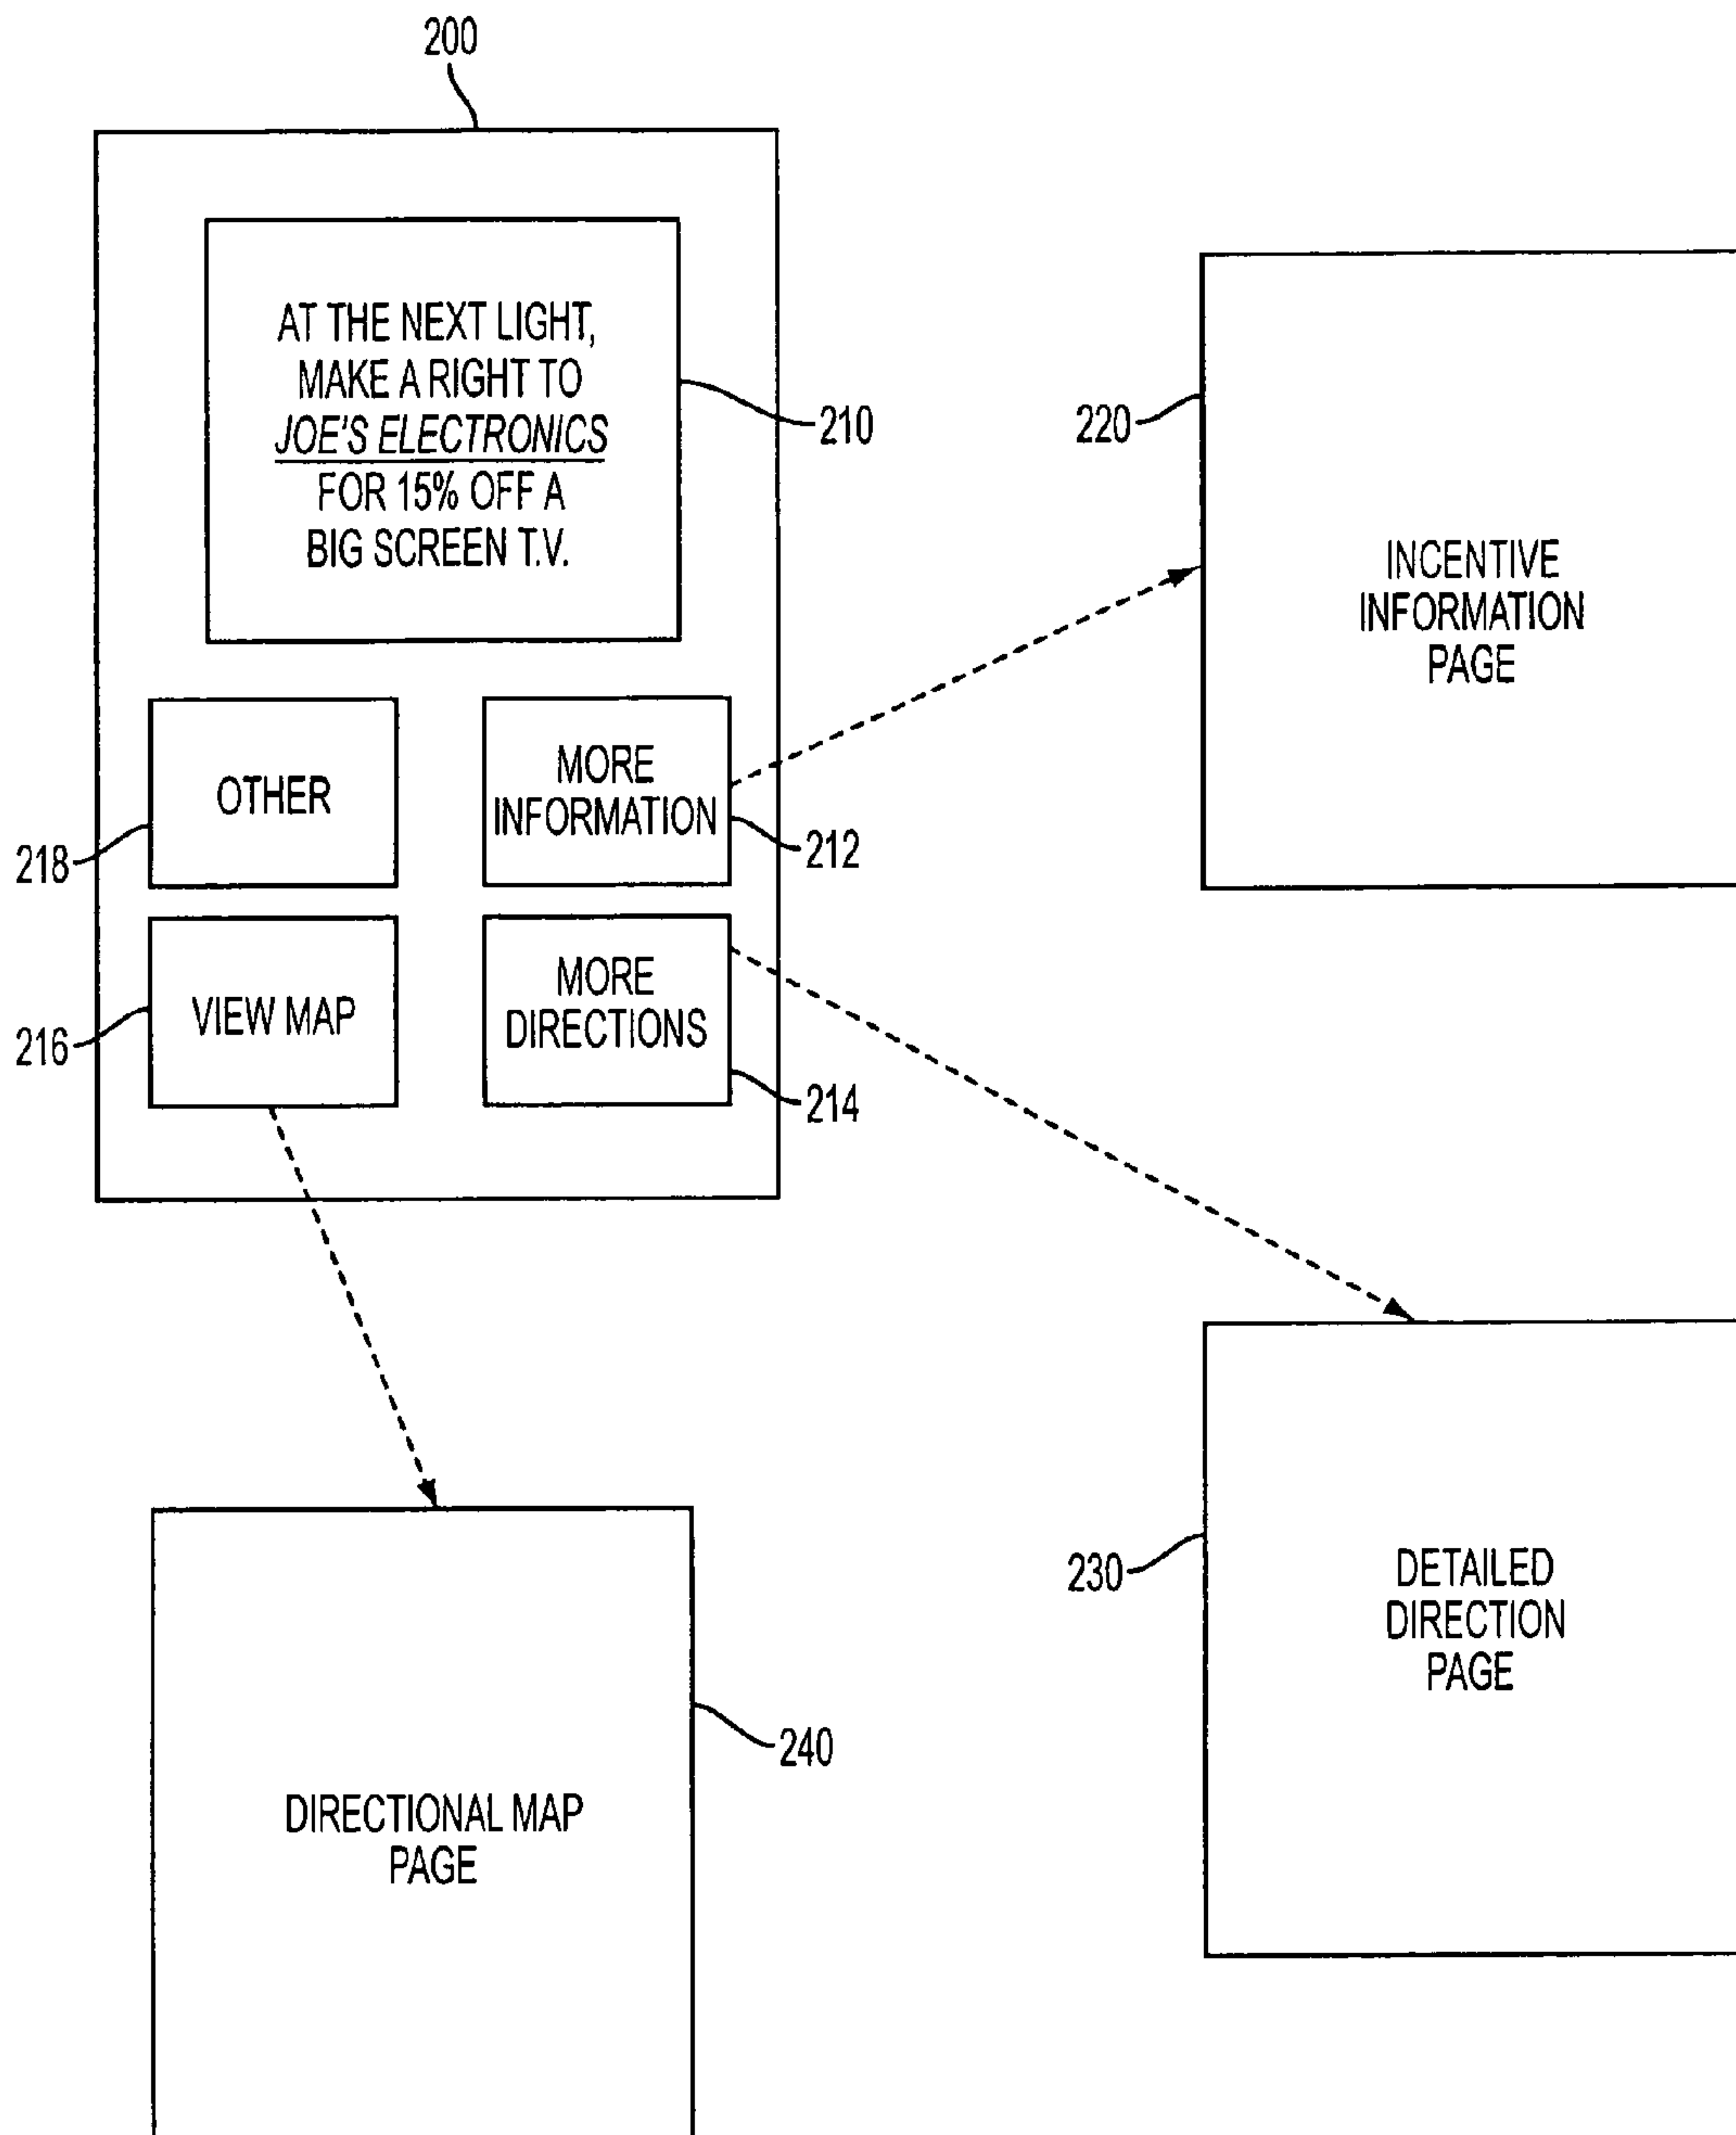 200
AT THE NEXT LIGHT,
MAKE A RIGHT TO
JOE'S ELECTRONICS
FOR 15% OFF A
BIG SCREEN T.V.
210
220
INCENTIVE
INFORMATION
PAGE
OTHER
218
MORE
INFORMATION
212
VIEW MAP
216
MORE
DIRECTIONS
214
230
DETAILED
DIRECTION
PAGE
240
DIRECTIONAL MAP
PAGE